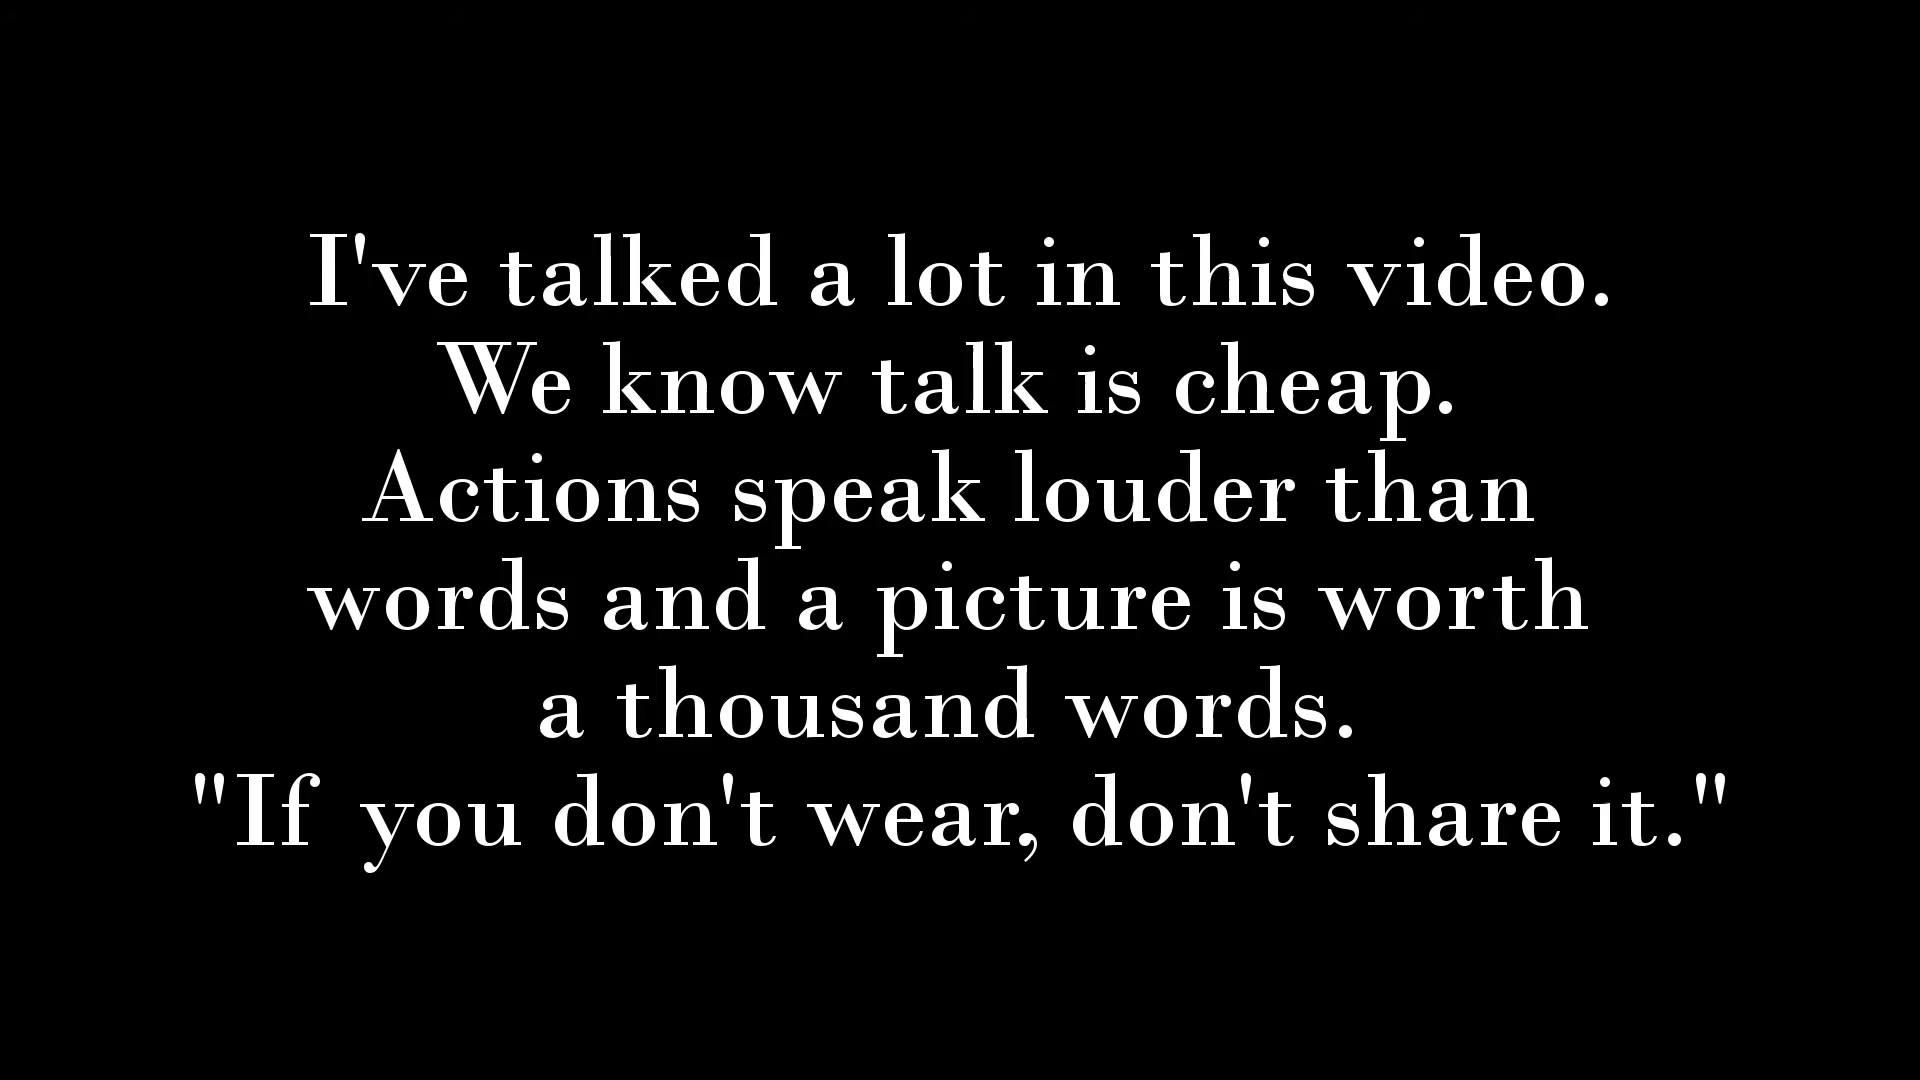 I've talked a lot in this video.
We know talk is cheap.
Actions speak louder than
words and a picture is worth
a thousand words.
"If you don't wear, don't share it."